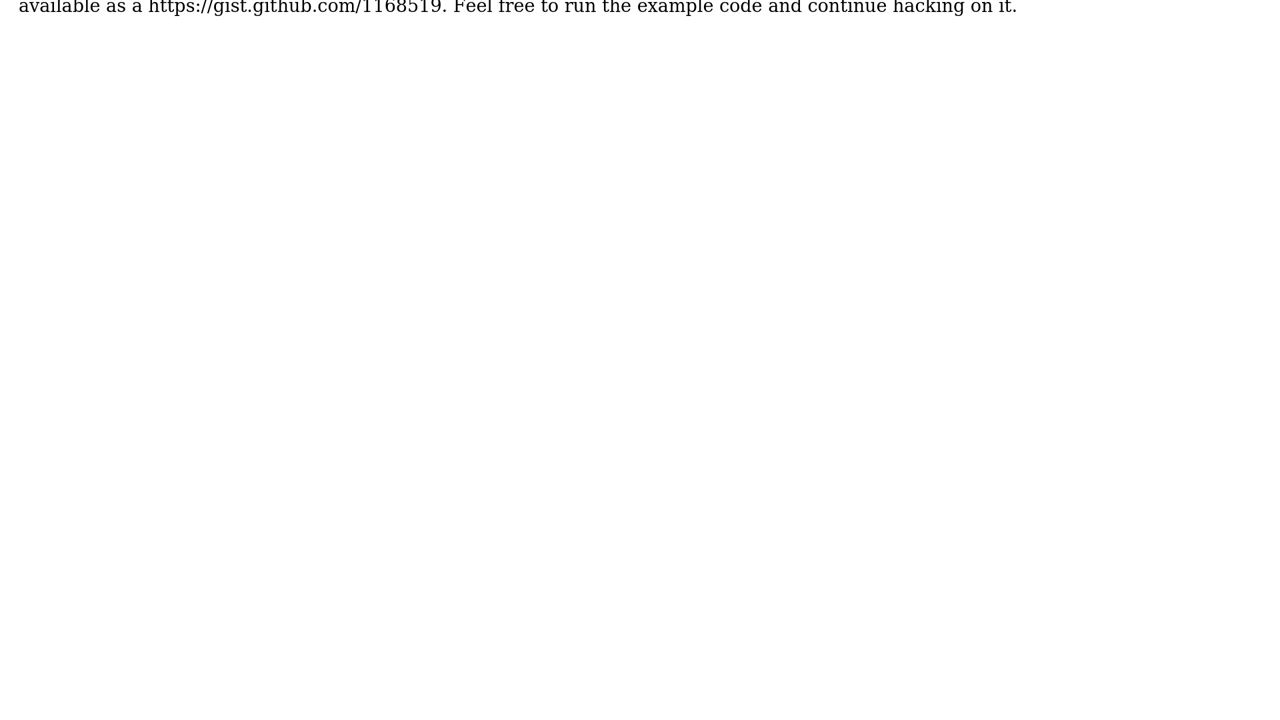 available as a https://gist.github.com/1168519. Feel free to run the example code and continue hacking on it.